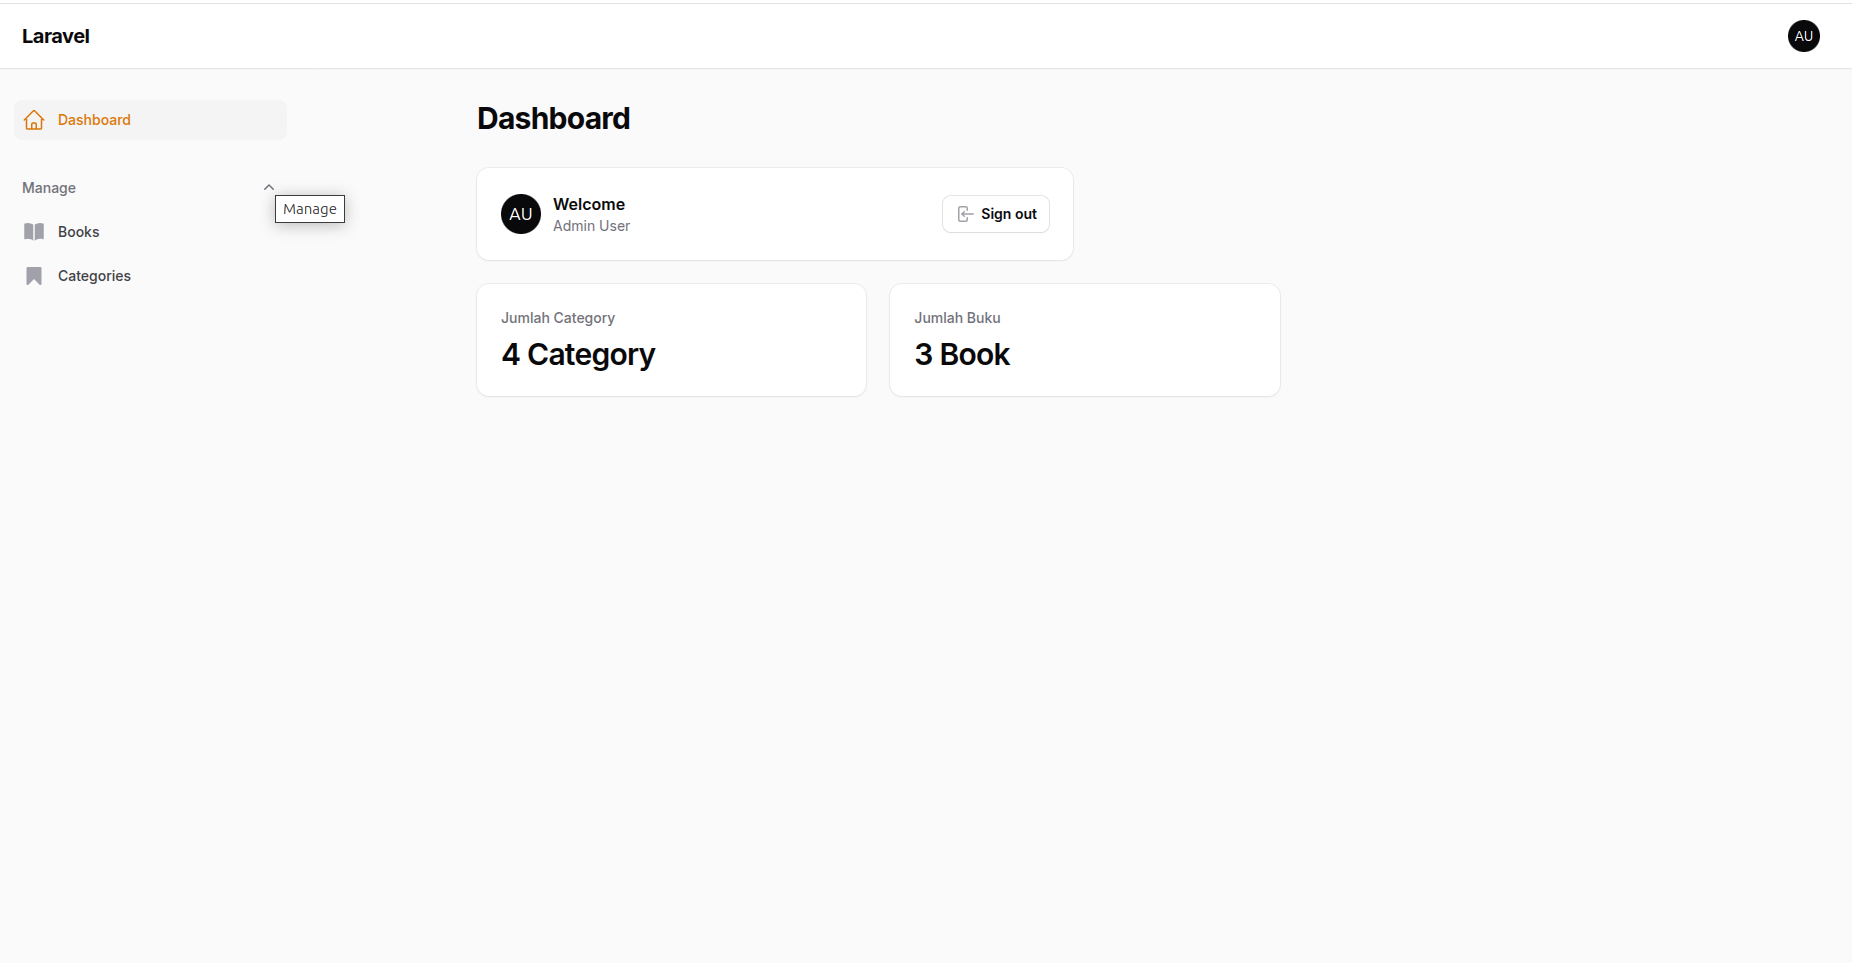 Laravel
AU
Dashboard
Manage
Manage
Books
Categories
Dashboard
AU
Welcome
Admin User
Sign out
Jumlah Category
4 Category
Jumlah Buku
3 Book